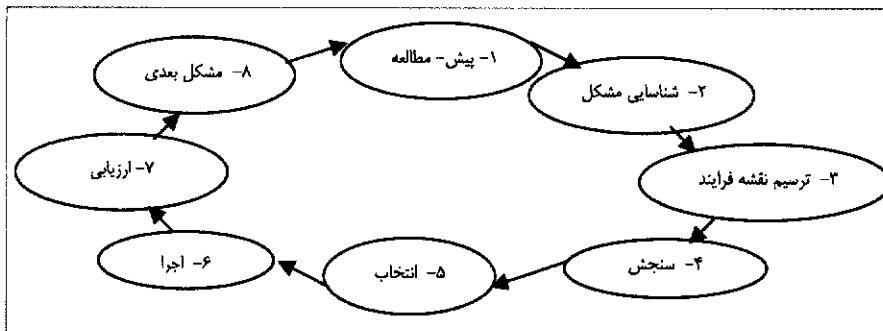 ۱- پیش- مطالعه
۲- شناسایی مشکل
۳- ترسیم نقشه فرایند
۴- سنجش
۵- انتخاب
۶- اجرا
۷- ارزیابی
۸- مشکل بعدی